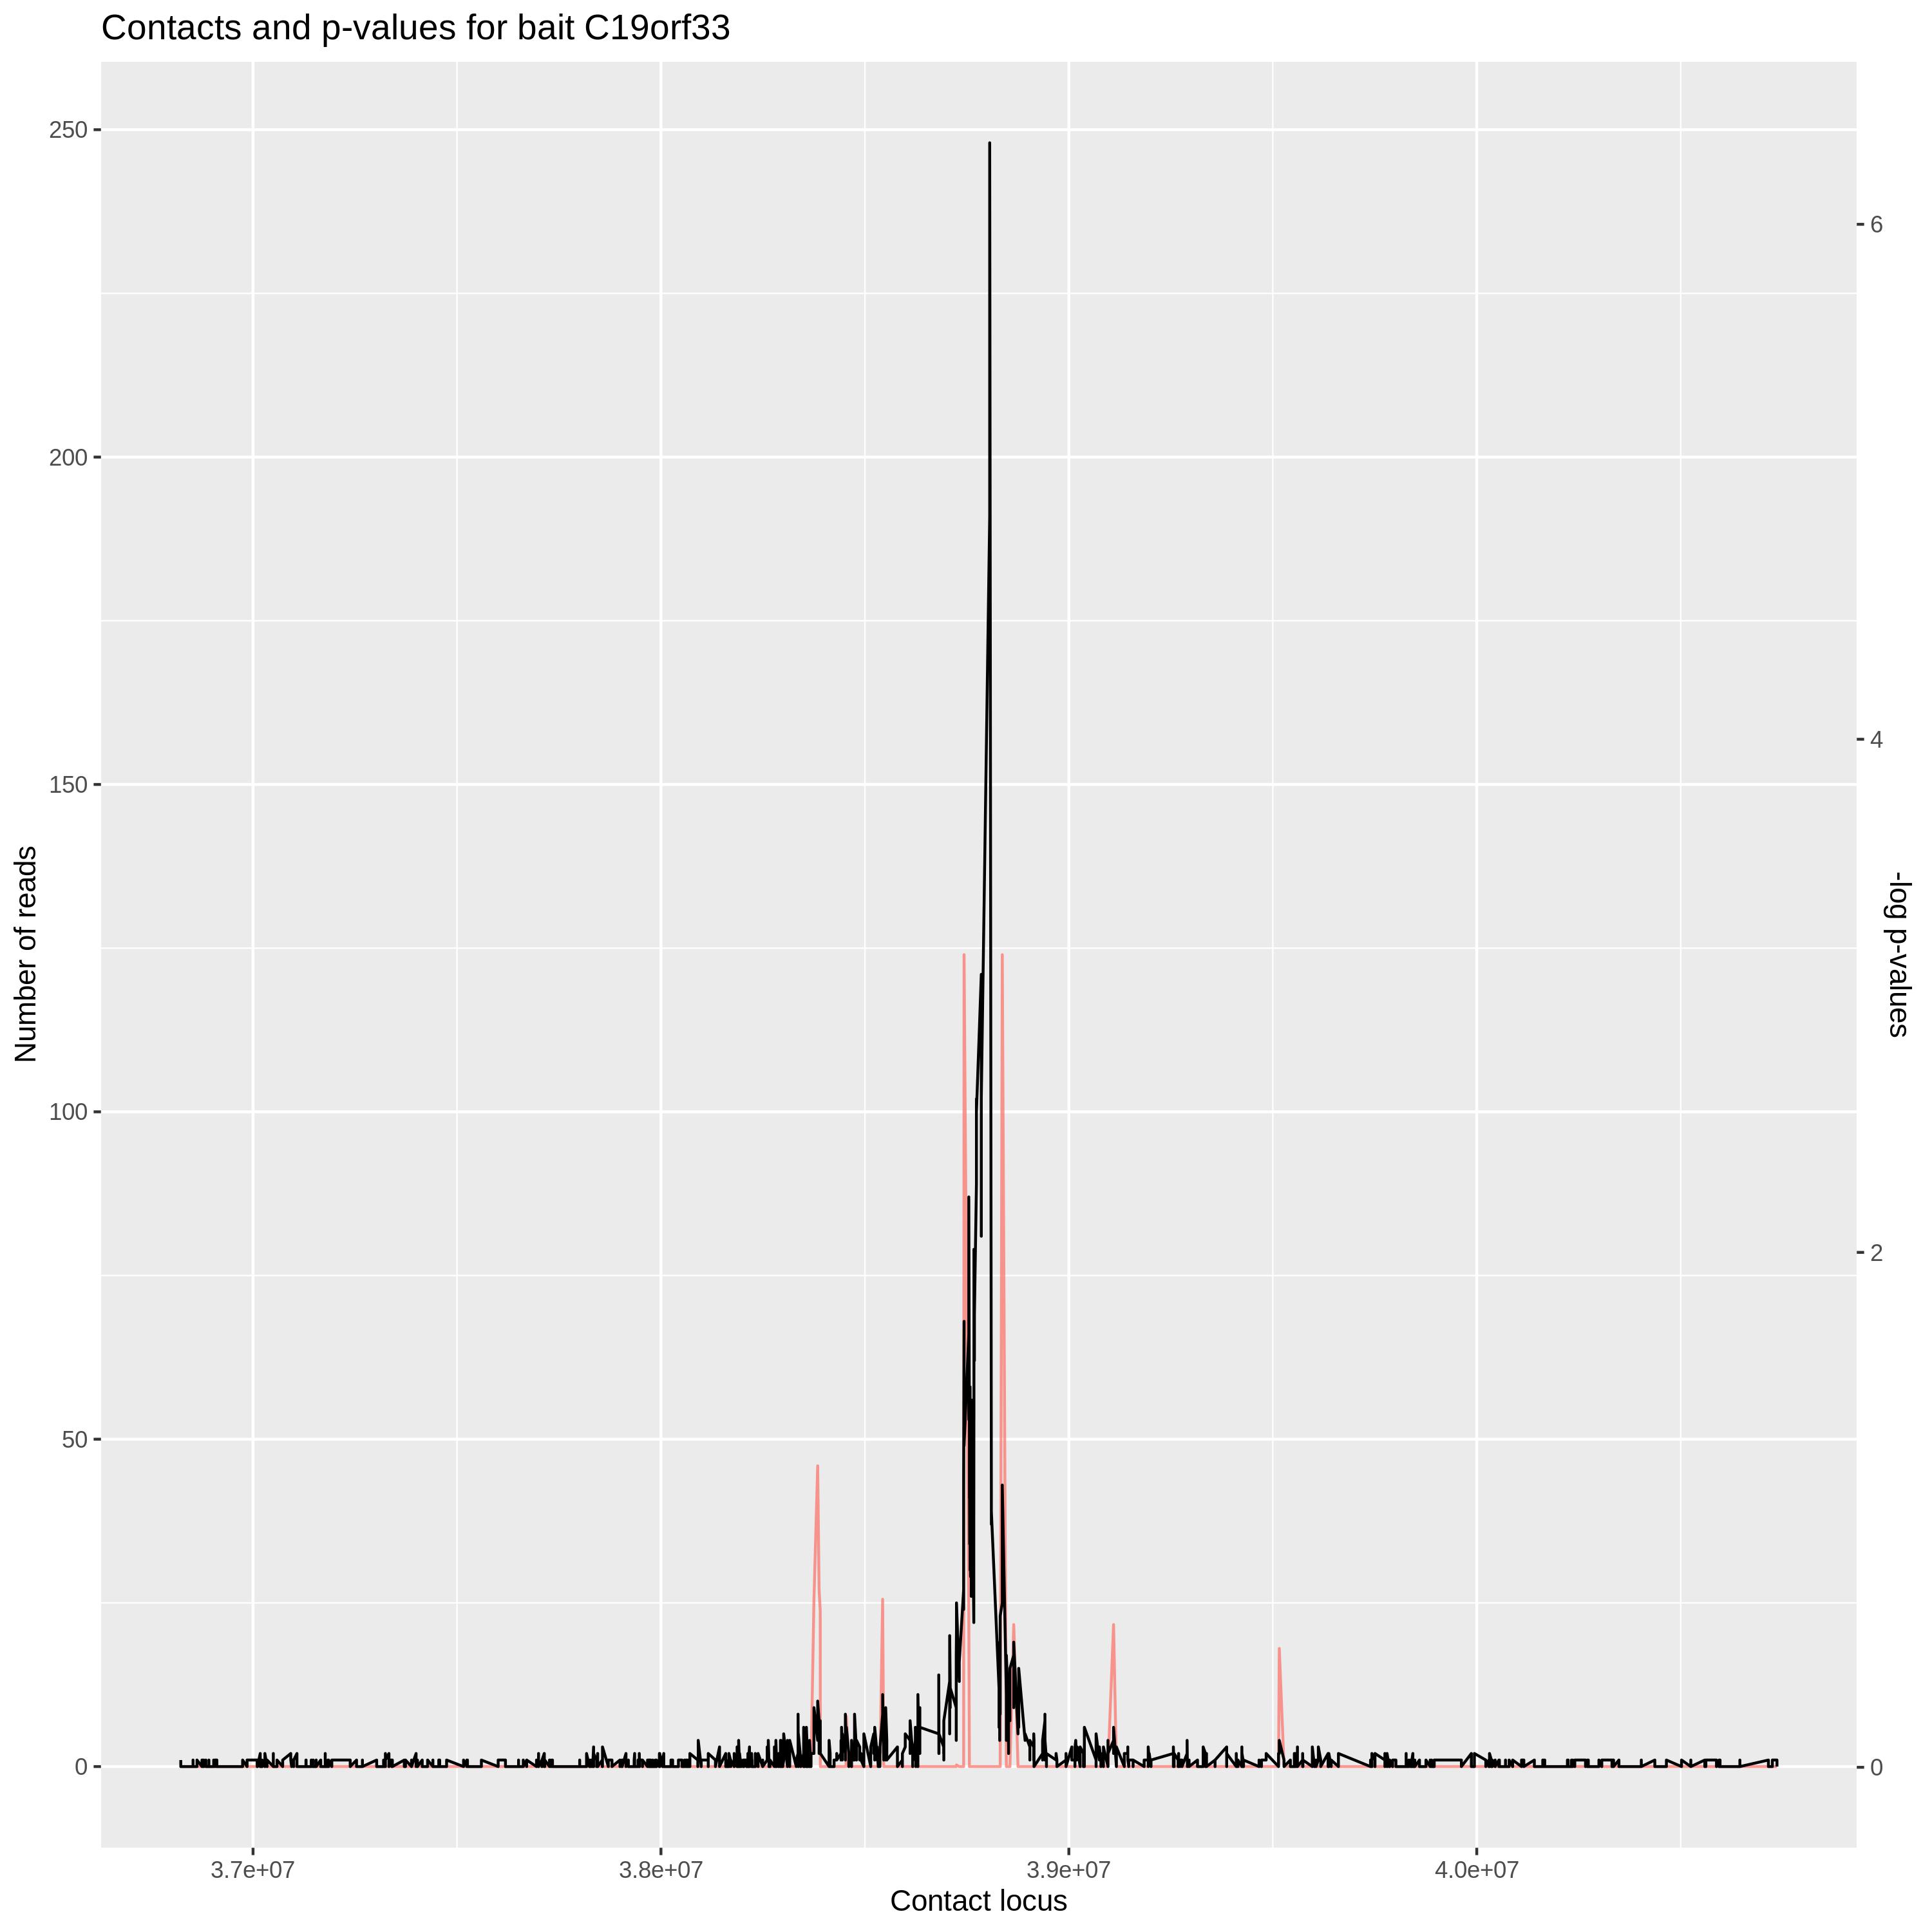 Contacts and p-values for bait C19orf33
250
200
150
100
50
0
Number of reads
6
4
2
0
-log p-values
3.7e+07
3.8e+07
3.9e+07
4.0e+07
Contact locus